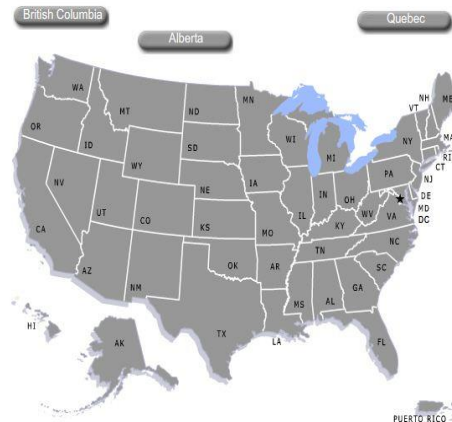 British Columbia
Quebec
Alberta
WA
MT
ND
MN
NH
VT
ME
OR
ID
SD
WI
MI
NY
MA
RI
CT
WY
NE
IA
PA
NJ
NV
UT
CO
KS
IL
IN
OH
WV
VA
DE
MD
DC
CA
MO
KY
NC
AZ
NM
OK
AR
TN
SC
MS
AL
GA
HI
AK
TX
LA
FL
PUERTO RICO